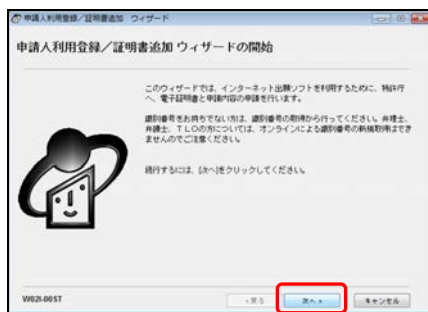 申請人利用登録／証明書追加 ウィザード
申請人利用登録／証明書追加 ウィザードの開始
このウィザードでは、インターネット出願ソフトを利用するために、特許庁
へ、電子証明書と申請内容の申請を行います。
識別番号をお持ちでない方は、識別番号の取得から行ってください。弁理士、
弁護士、ＴＬＯの方については、オンラインによる識別番号の新規取得はでき
ませんのでご注意ください。
続行するには、[次へ]をクリックしてください。
W021-00ST
＜戻る
次へ＞
キャンセル